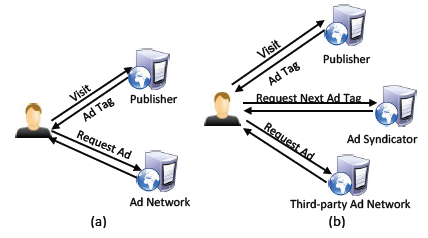 Visit
Ad Tag
Publisher
Request Ad
Ad Network
(a)
Visit
Ad Tag
Publisher
Request Next Ad Tag
Ad Syndicator
Request Ad
Third-party Ad Network
(b)